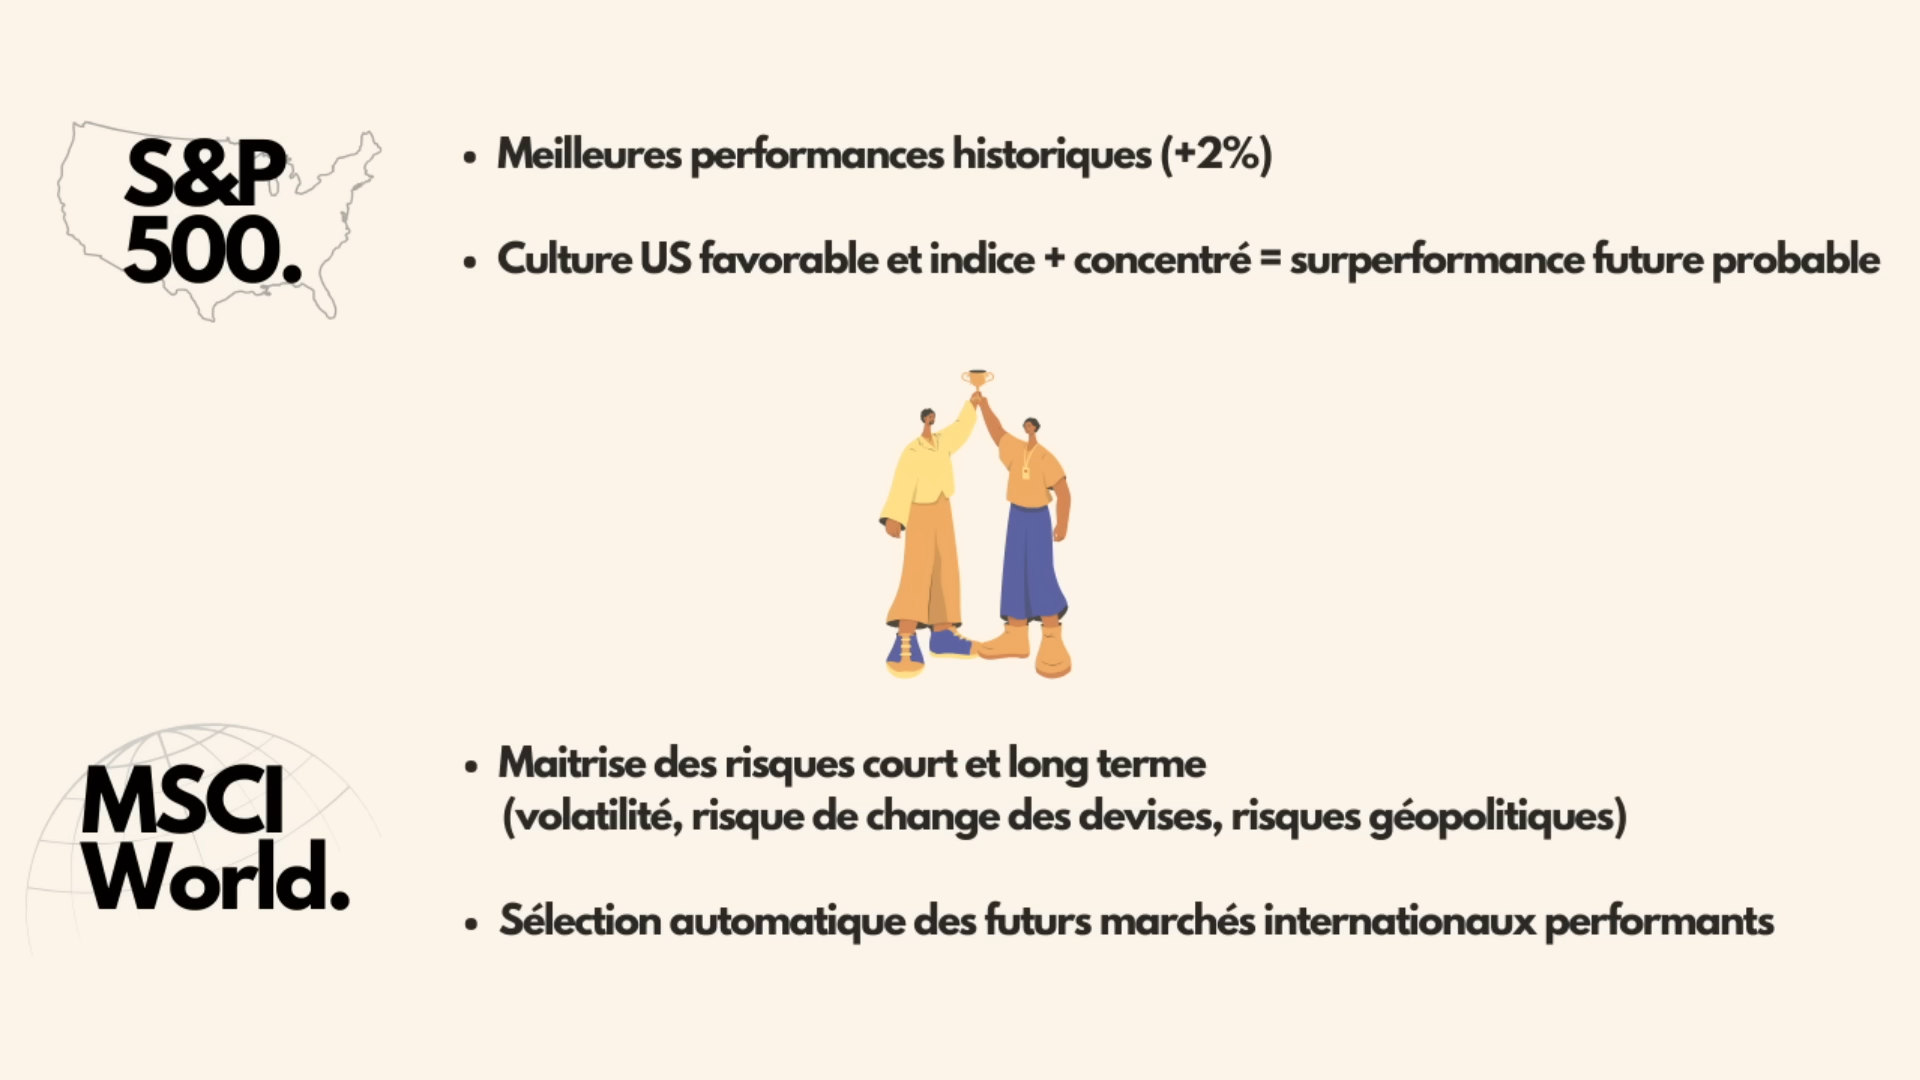 S&P
500.
• Meilleures performances historiques (+2%)
• Culture US favorable et indice + concentré = surperformance future probable
MSCI
World.
• Maitrise des risques court et long terme
(volatilité, risque de change des devises, risques géopolitiques)
• Sélection automatique des futurs marchés internationaux performants